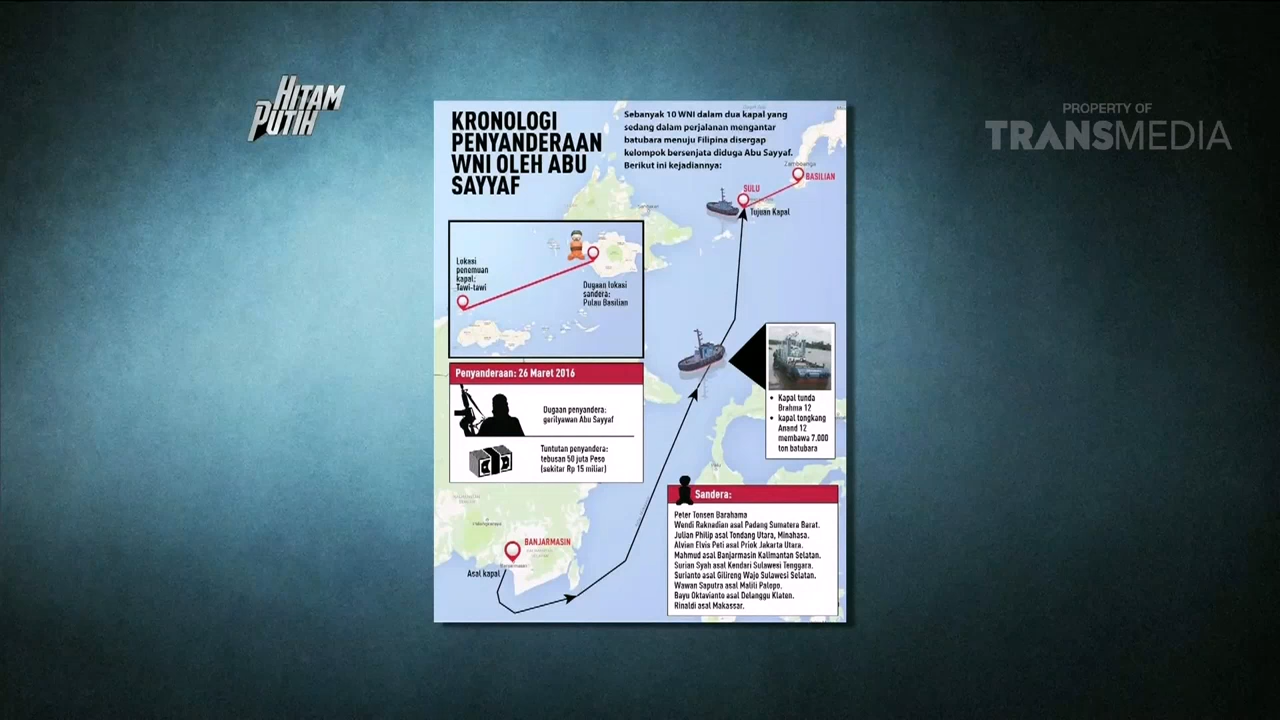 HITAM
PUTIH
PROPERTY OF
TRANSMEDIA
KRONOLOGI
PENYANDERAAN
WNI OLEH ABU
SAYYAF
Sebanyak 10 WNI dalam dua kapal yang
sedang dalam perjalanan mengantar
batubara menuju Filipina disergap
kelompok bersenjata diduga Abu Sayyaf.
Berikut ini kejadiannya:
Zamboanga
BASILIAN
SULU
Tujuan Kapal
Lokasi
penemuan
kapal:
Tawi-tawi
Dugaan lokasi
sandera:
Pulau Basilian
Penyanderaan: 26 Maret 2016
Dugaan penyandera:
gerilyawan Abu Sayyaf
Tuntutan penyandera:
tebusan 50 juta Peso
(sekitar Rp 15 miliar)
• Kapal tunda
Brahma 12
• kapal tongkang
Anand 12
membawa 7.000
ton batubara
BANJARMASIN
Banjarmasin
Asal kapal
Sandera:
Peter Tonsen Barahama
Wendi Raknadian asal Padang Sumatera Barat.
Julian Philip asal Tondang Utara, Minahasa.
Alvian Elvis Peti asal Priok Jakarta Utara.
Mahmud asal Banjarmasin Kalimantan Selatan.
Surian Syah asal Kendari Sulawesi Tenggara.
Surianto asal Gilireng Wajo Sulawesi Selatan.
Wawan Saputra asal Malili Palopo.
Bayu Oktavianto asal Delanggu Klaten.
Rinaldi asal Makassar.